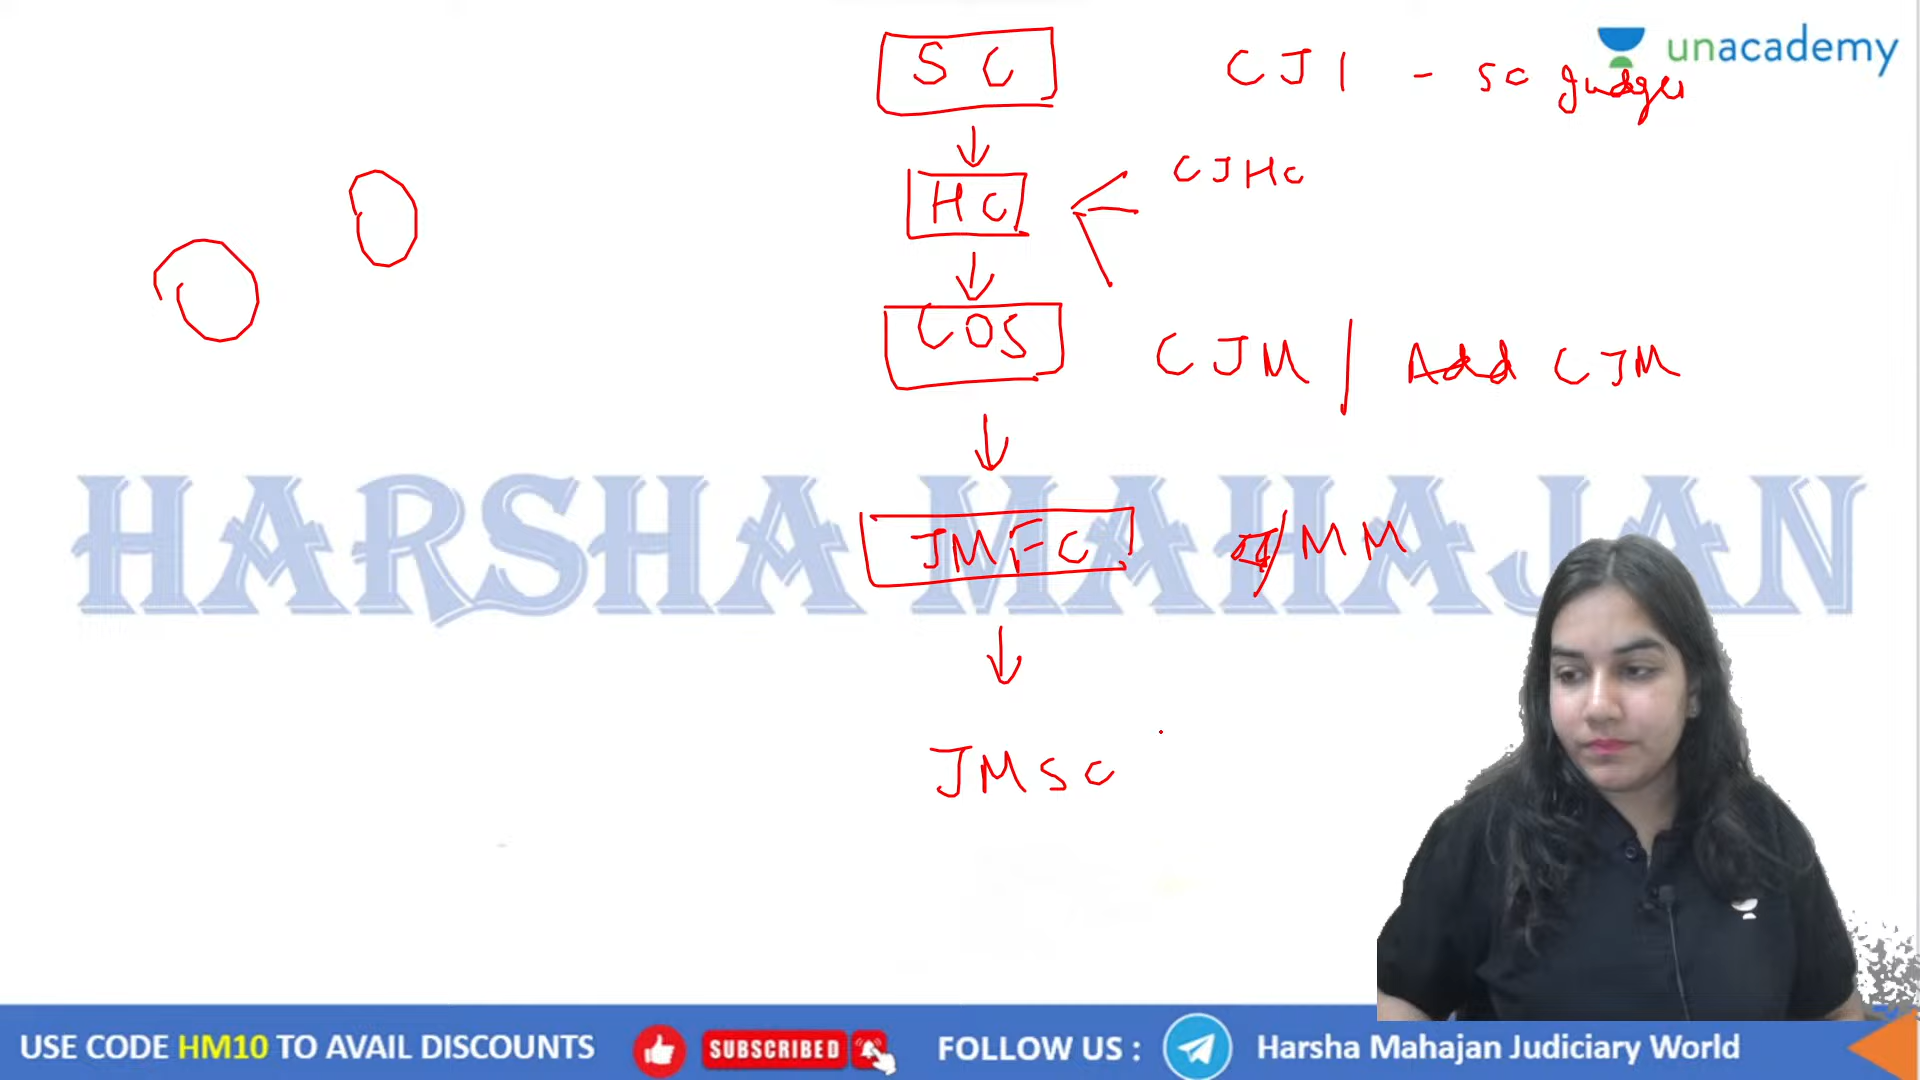 SC CJI - SC Judges
unacademy
HC CJHC
COS CJM / Add CJM
HARSHA MAHAJAN
JMFC / MM
JMSC
USE CODE HM10 TO AVAIL DISCOUNTS
SUBSCRIBED
FOLLOW US :
Harsha Mahajan Judiciary World